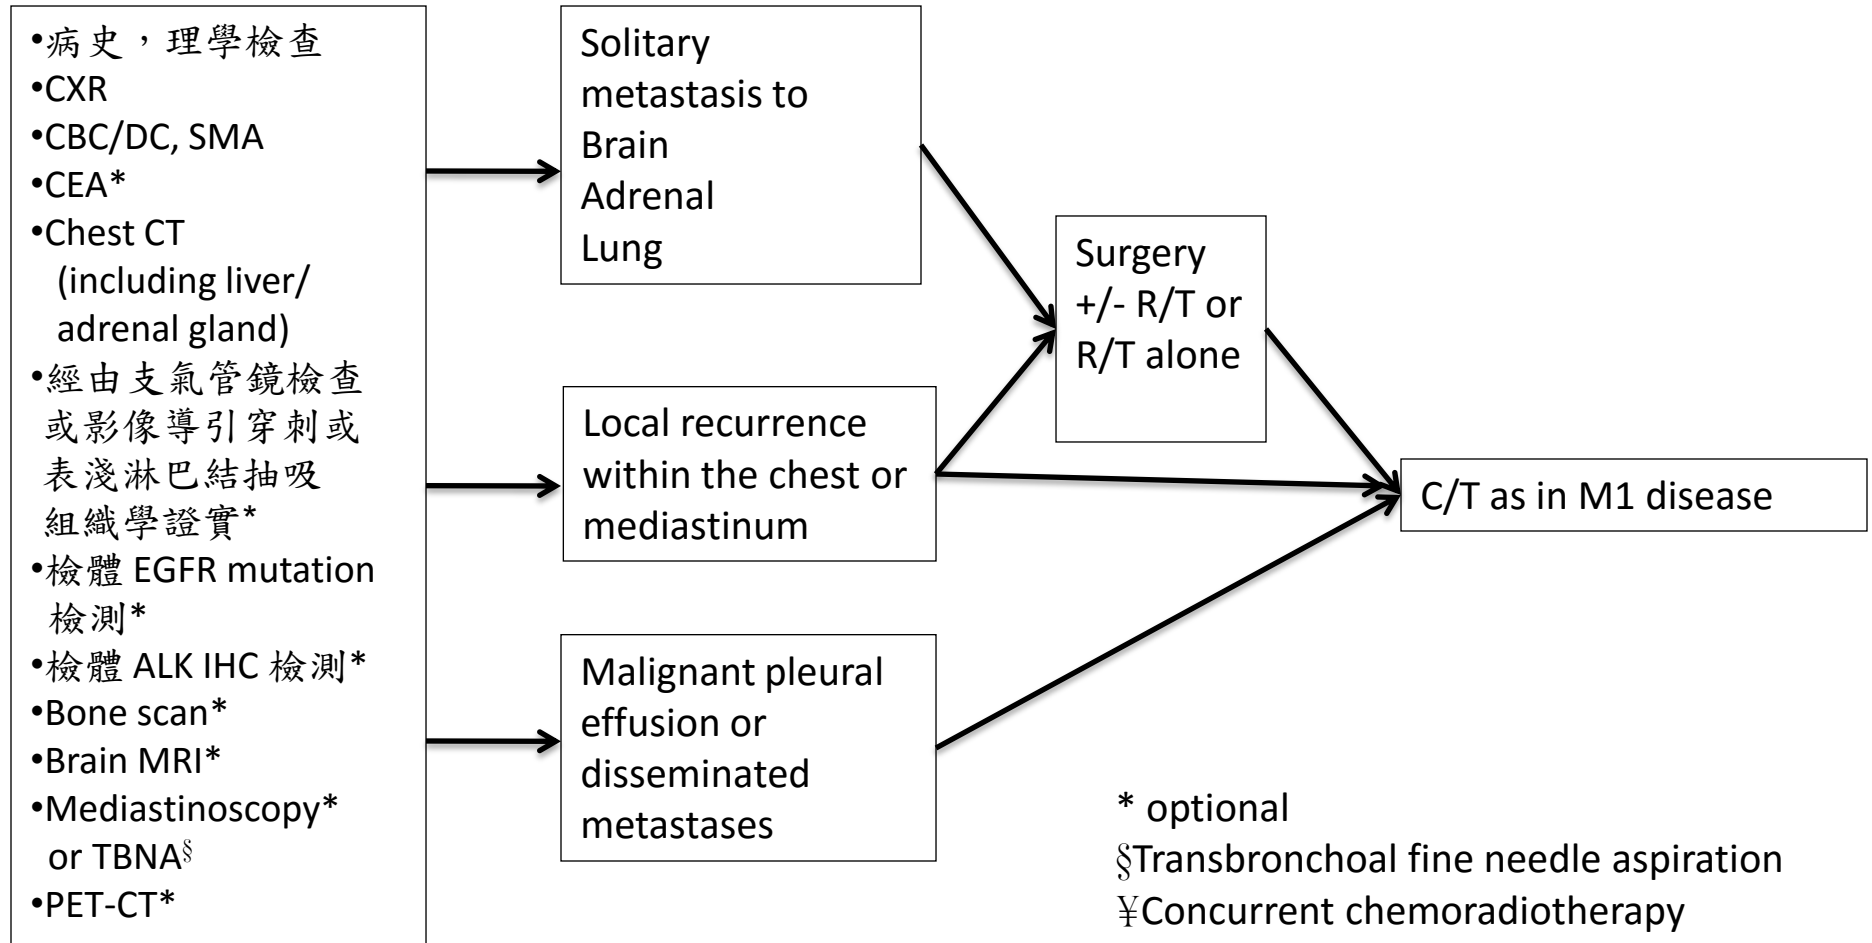 •病史，理學檢查
•CXR
•CBC/DC, SMA
•CEA*
•Chest CT
(including liver/
adrenal gland)
•經由支氣管鏡檢查
或影像導引穿刺或
表淺淋巴結抽吸
組織學證實*
•檢體 EGFR mutation
檢測*
•檢體 ALK IHC 檢測*
•Bone scan*
•Brain MRI*
•Mediastinoscopy*
or TBNA§
•PET-CT*
Solitary
metastasis to
Brain
Adrenal
Lung
Local recurrence
within the chest or
mediastinum
Malignant pleural
effusion or
disseminated
metastases
Surgery
+/- R/T or
R/T alone
C/T as in M1 disease
* optional
§Transbronchoal fine needle aspiration
¥Concurrent chemoradiotherapy